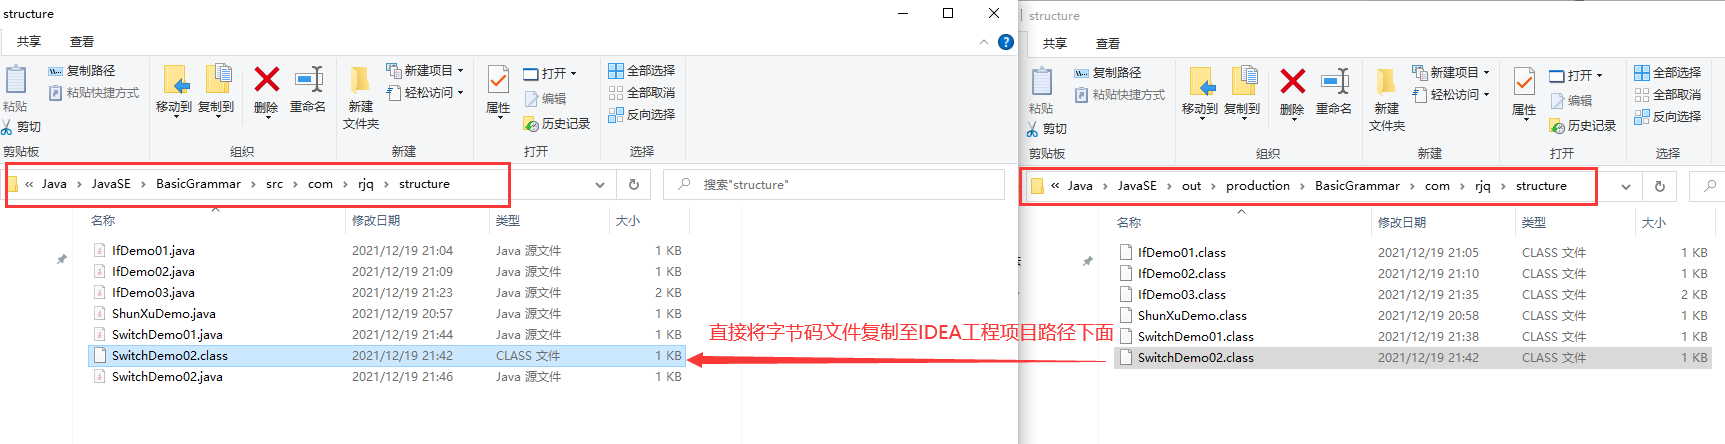 structure
共享 查看
粘贴
复制路径
粘贴快捷方式
剪切
剪贴板
移动到 复制到 删除 重命名
组织
新建
文件夹
新建项目
轻松访问
新建
属性
打开
编辑
历史记录
打开
全部选择
全部取消
反向选择
选择
« Java > JavaSE > BasicGrammar > src > com > rjq > structure
搜索"structure"
名称 修改日期 类型 大小
IfDemo01.java 2021/12/19 21:04 Java 源文件 1 KB
IfDemo02.java 2021/12/19 21:09 Java 源文件 1 KB
IfDemo03.java 2021/12/19 21:23 Java 源文件 2 KB
ShunXuDemo.java 2021/12/19 20:57 Java 源文件 1 KB
SwitchDemo01.java 2021/12/19 21:44 Java 源文件 1 KB
SwitchDemo02.class 2021/12/19 21:42 CLASS 文件 1 KB
SwitchDemo02.java 2021/12/19 21:46 Java 源文件 1 KB
直接将字节码文件复制至IDEA工程项目路径下面
structure
共享 查看
粘贴
复制路径
粘贴快捷方式
剪切
剪贴板
移动到 复制到 删除 重命名
组织
新建
文件夹
新建项目
轻松访问
新建
属性
打开
编辑
历史记录
打开
全部选择
全部取消
反向选择
选择
« Java > JavaSE > out > production > BasicGrammar > com > rjq > structure
名称 修改日期 类型 大小
IfDemo01.class 2021/12/19 21:05 CLASS 文件 1 KB
IfDemo02.class 2021/12/19 21:10 CLASS 文件 1 KB
IfDemo03.class 2021/12/19 21:35 CLASS 文件 2 KB
ShunXuDemo.class 2021/12/19 20:58 CLASS 文件 1 KB
SwitchDemo01.class 2021/12/19 21:38 CLASS 文件 1 KB
SwitchDemo02.class 2021/12/19 21:42 CLASS 文件 1 KB